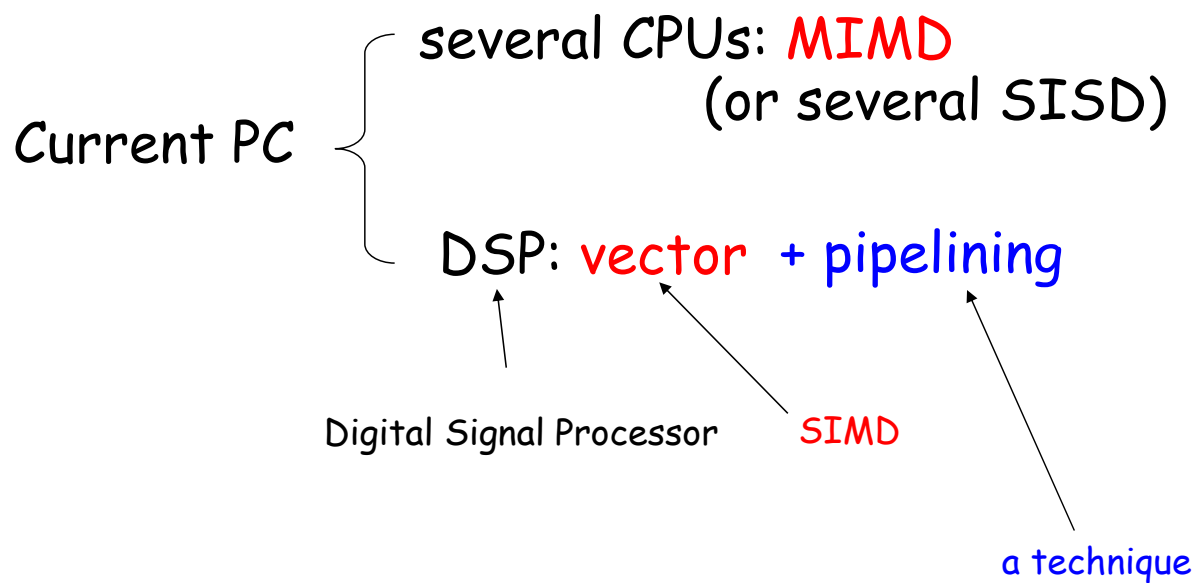 several CPUs: MIMD
(or several SISD)
Current PC
DSP: vector + pipelining
Digital Signal Processor
SIMD
a technique